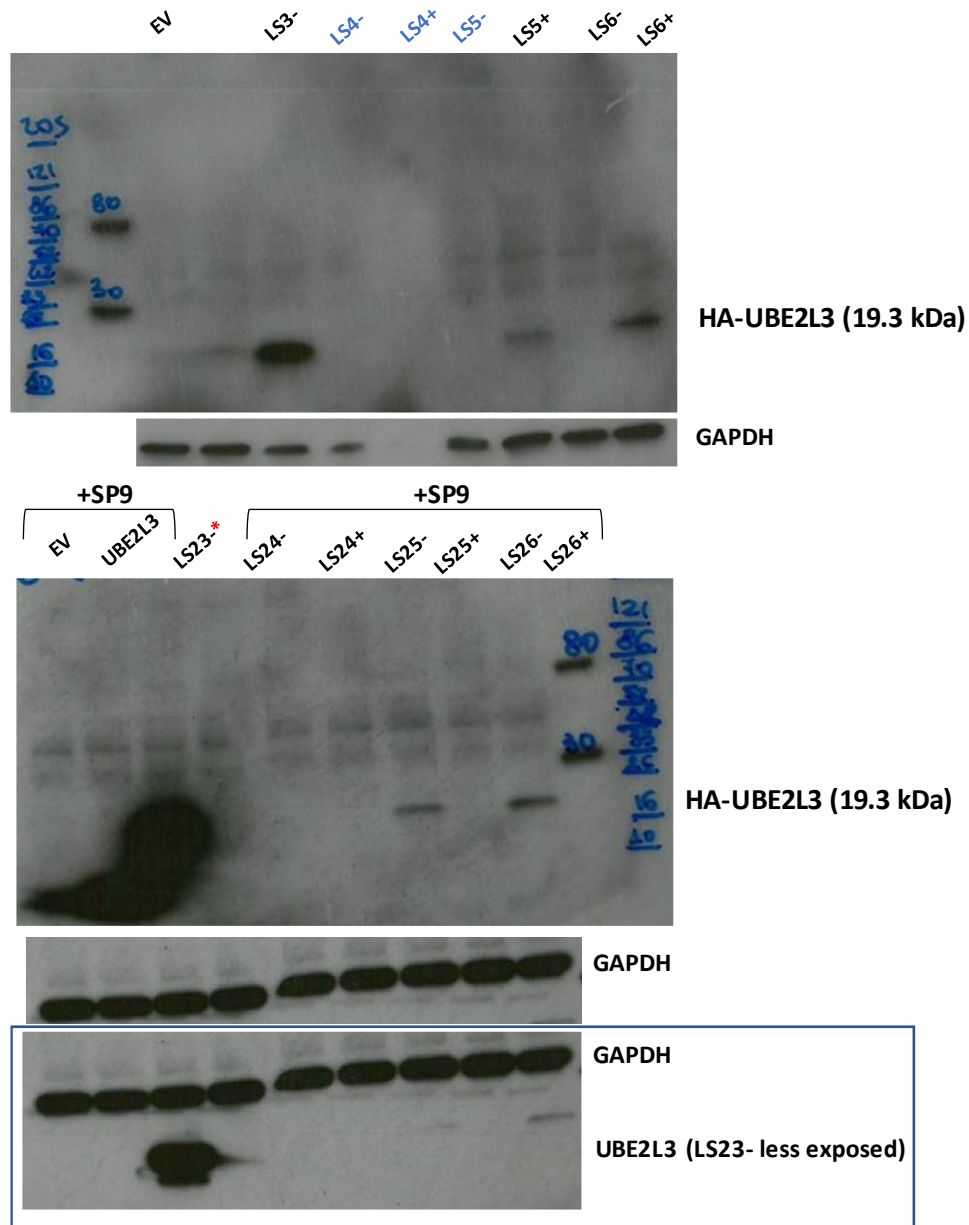 EV LS3- LS4- LS4+ LS5- LS5+ LS6- LS6+
80
30
HA-UBE2L3 (19.3 kDa)
GAPDH
+SP9 +SP9
EV UBE2L3 LS23-* LS24- LS24+ LS25- LS25+ LS26- LS26+
80
30
HA-UBE2L3 (19.3 kDa)
GAPDH
GAPDH
UBE2L3 (LS23- less exposed)